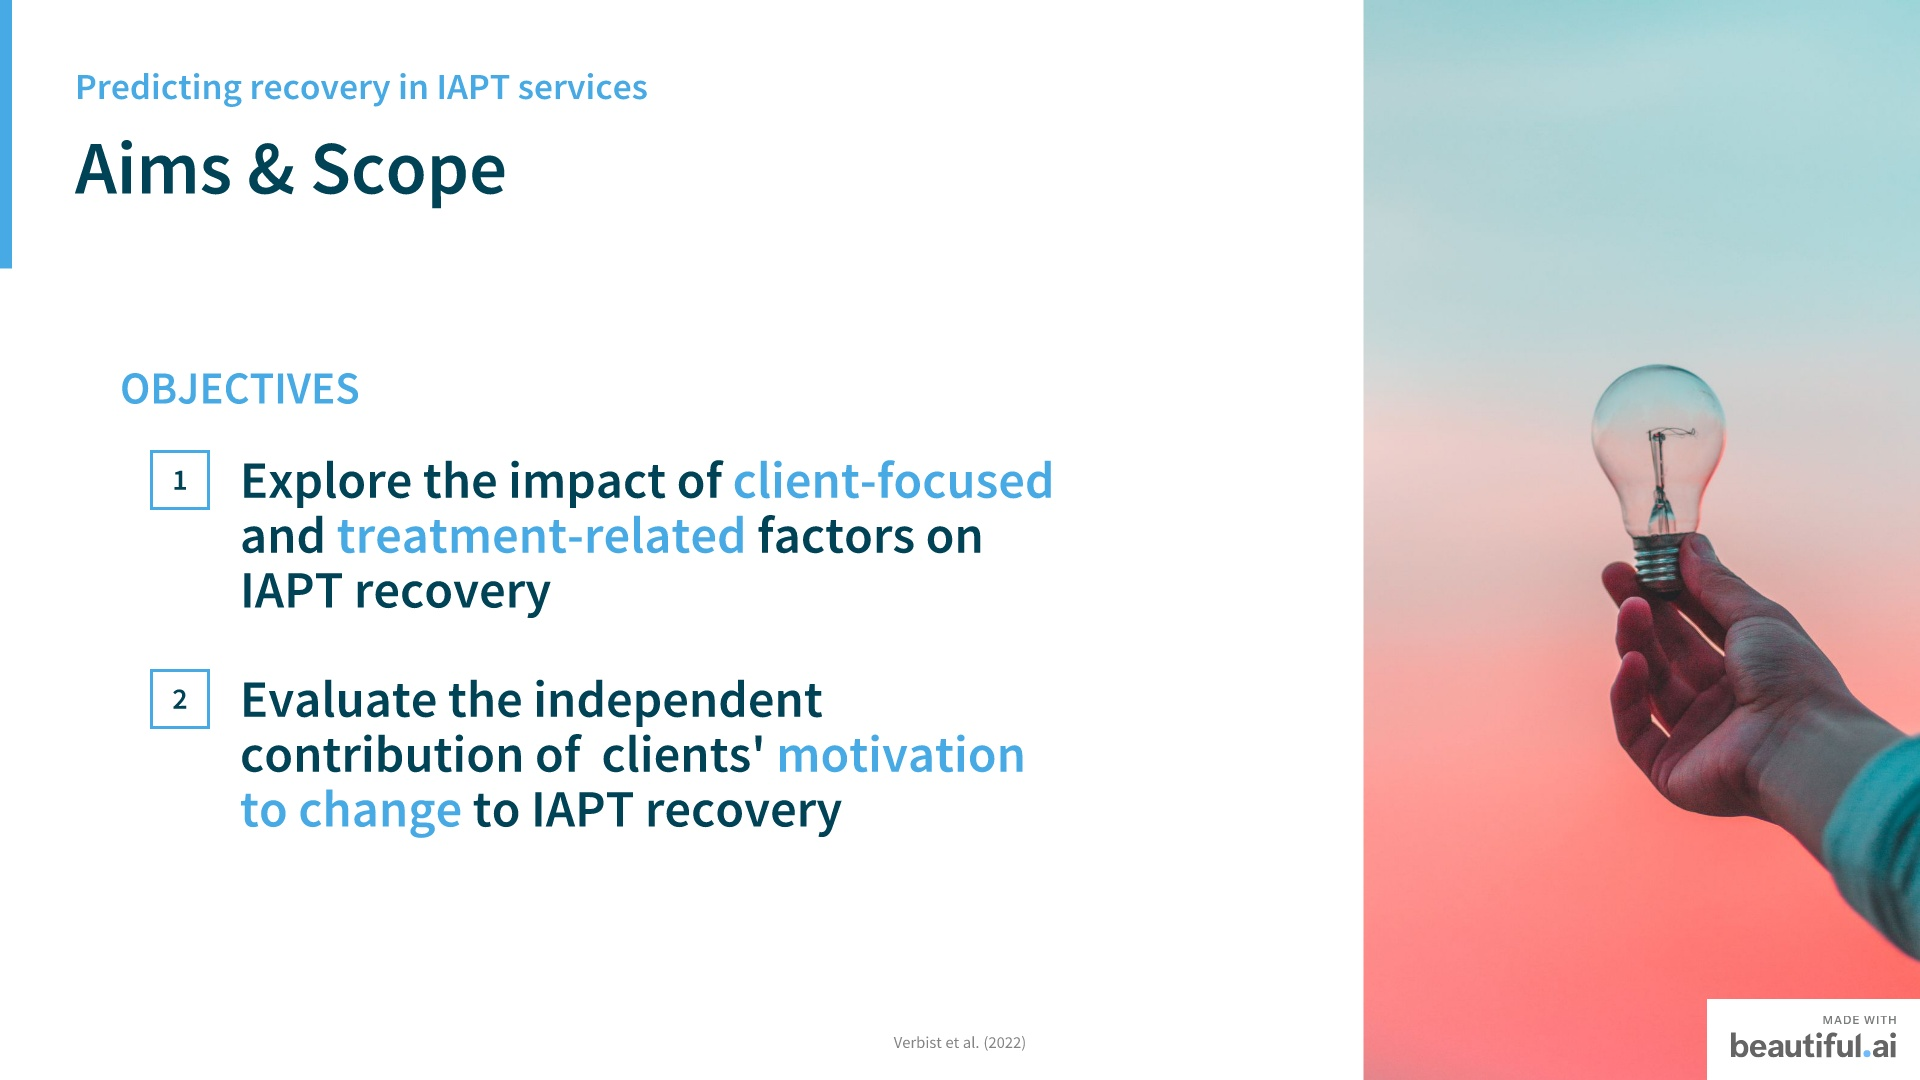 Predicting recovery in IAPT services
Aims & Scope
OBJECTIVES
1
Explore the impact of client-focused
and treatment-related factors on
IAPT recovery
2
Evaluate the independent
contribution of  clients' motivation
to change to IAPT recovery
Verbist et al. (2022)
MADE WITH
beautiful.ai